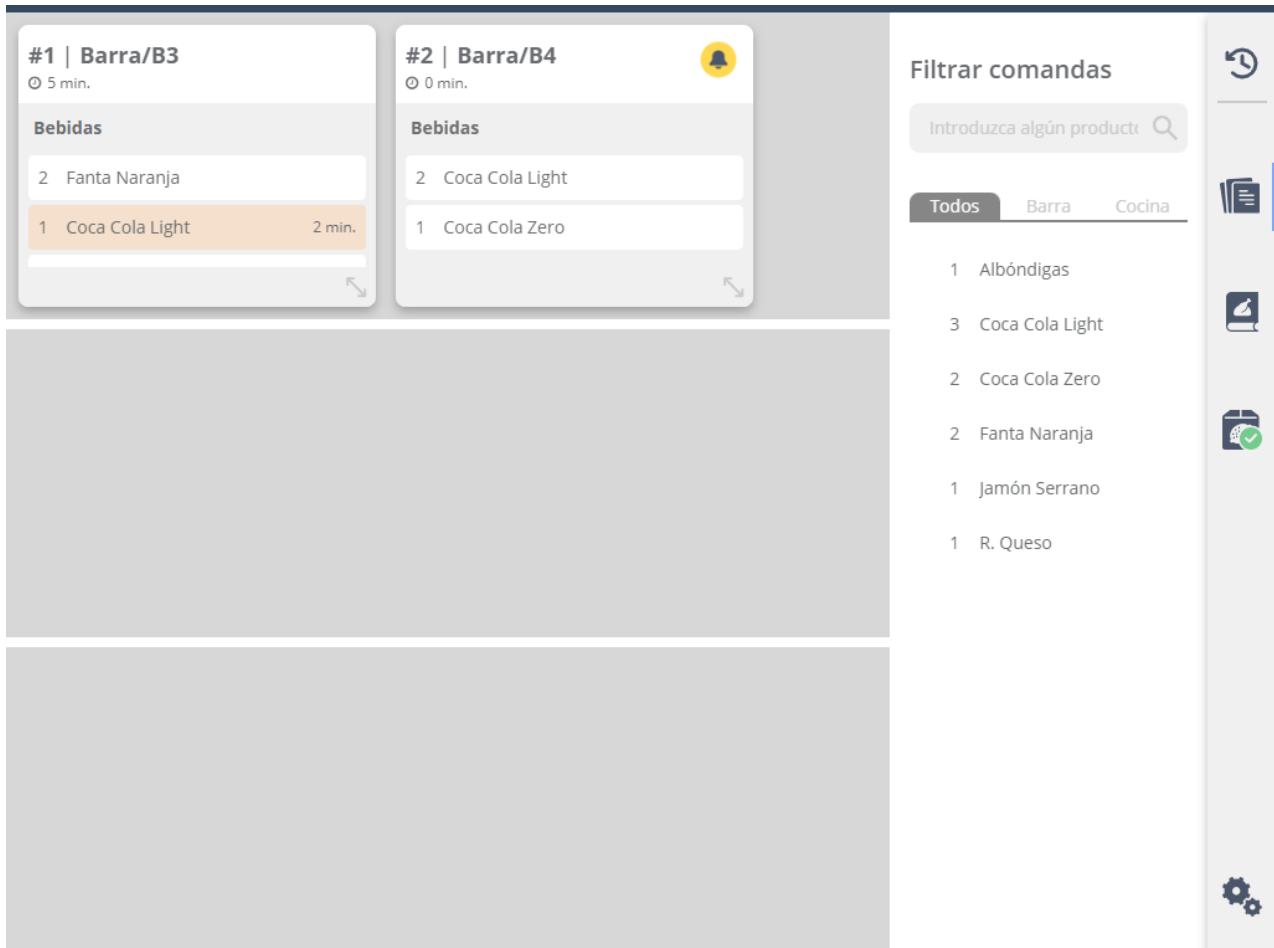 #1 | Barra/B3
5 min.
Bebidas
2 Fanta Naranja
1 Coca Cola Light 2 min.
#2 | Barra/B4
0 min.
Bebidas
2 Coca Cola Light
1 Coca Cola Zero
Filtrar comandas
Introduzca algún producto
Todos Barra Cocina
1 Albóndigas
3 Coca Cola Light
2 Coca Cola Zero
2 Fanta Naranja
1 Jamón Serrano
1 R. Queso